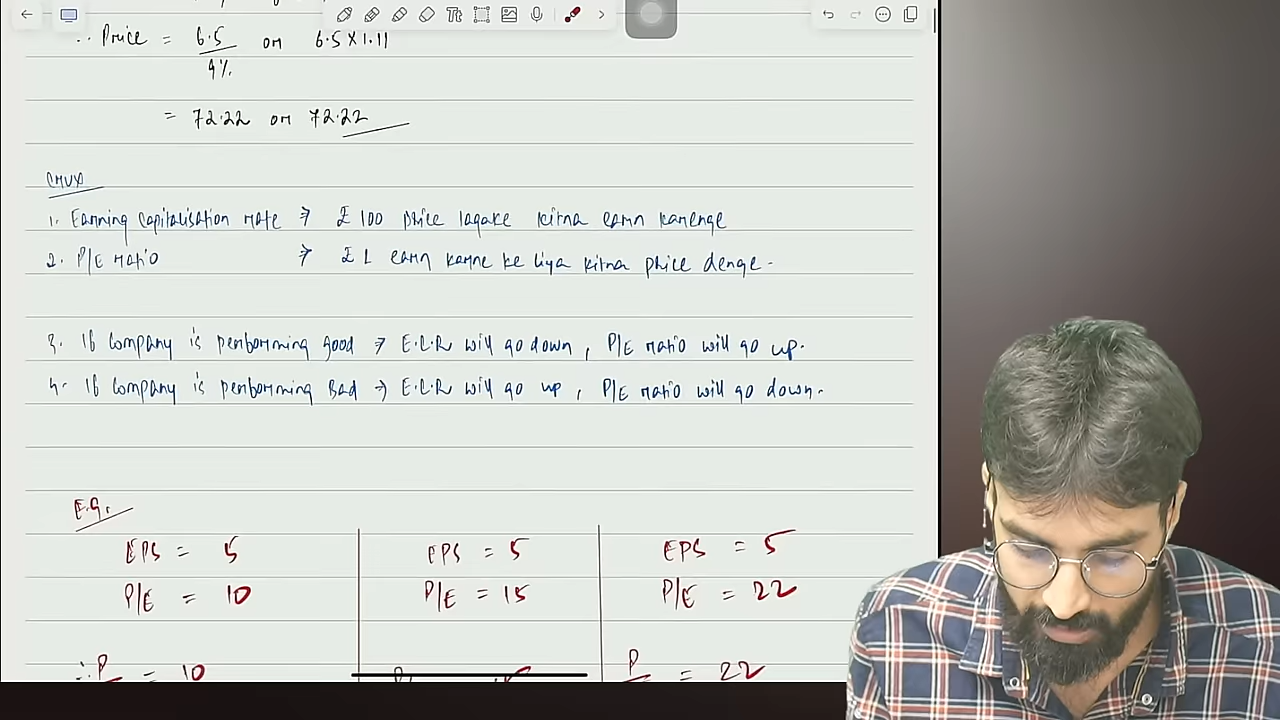 ∴ Price = 6.5 or 6.5 X 1.11
9%
= 72.22 or 72.22
CRUX
1. Earning Capitalisation rate ⇒ ₹ 100 price lagake kitna earn karenge
2. P/E ratio ⇒ ₹ 1 earn karne ke liya kitna price denge.
3. If Company is performing good → E.C.R will go down, P/E ratio will go up.
4. If Company is performing Bad → E.C.R will go up, P/E ratio will go down.
E.g.
EPS = 5 EPS = 5 EPS = 5
P/E = 10 P/E = 15 P/E = 22
∴ P = 10 P = 22